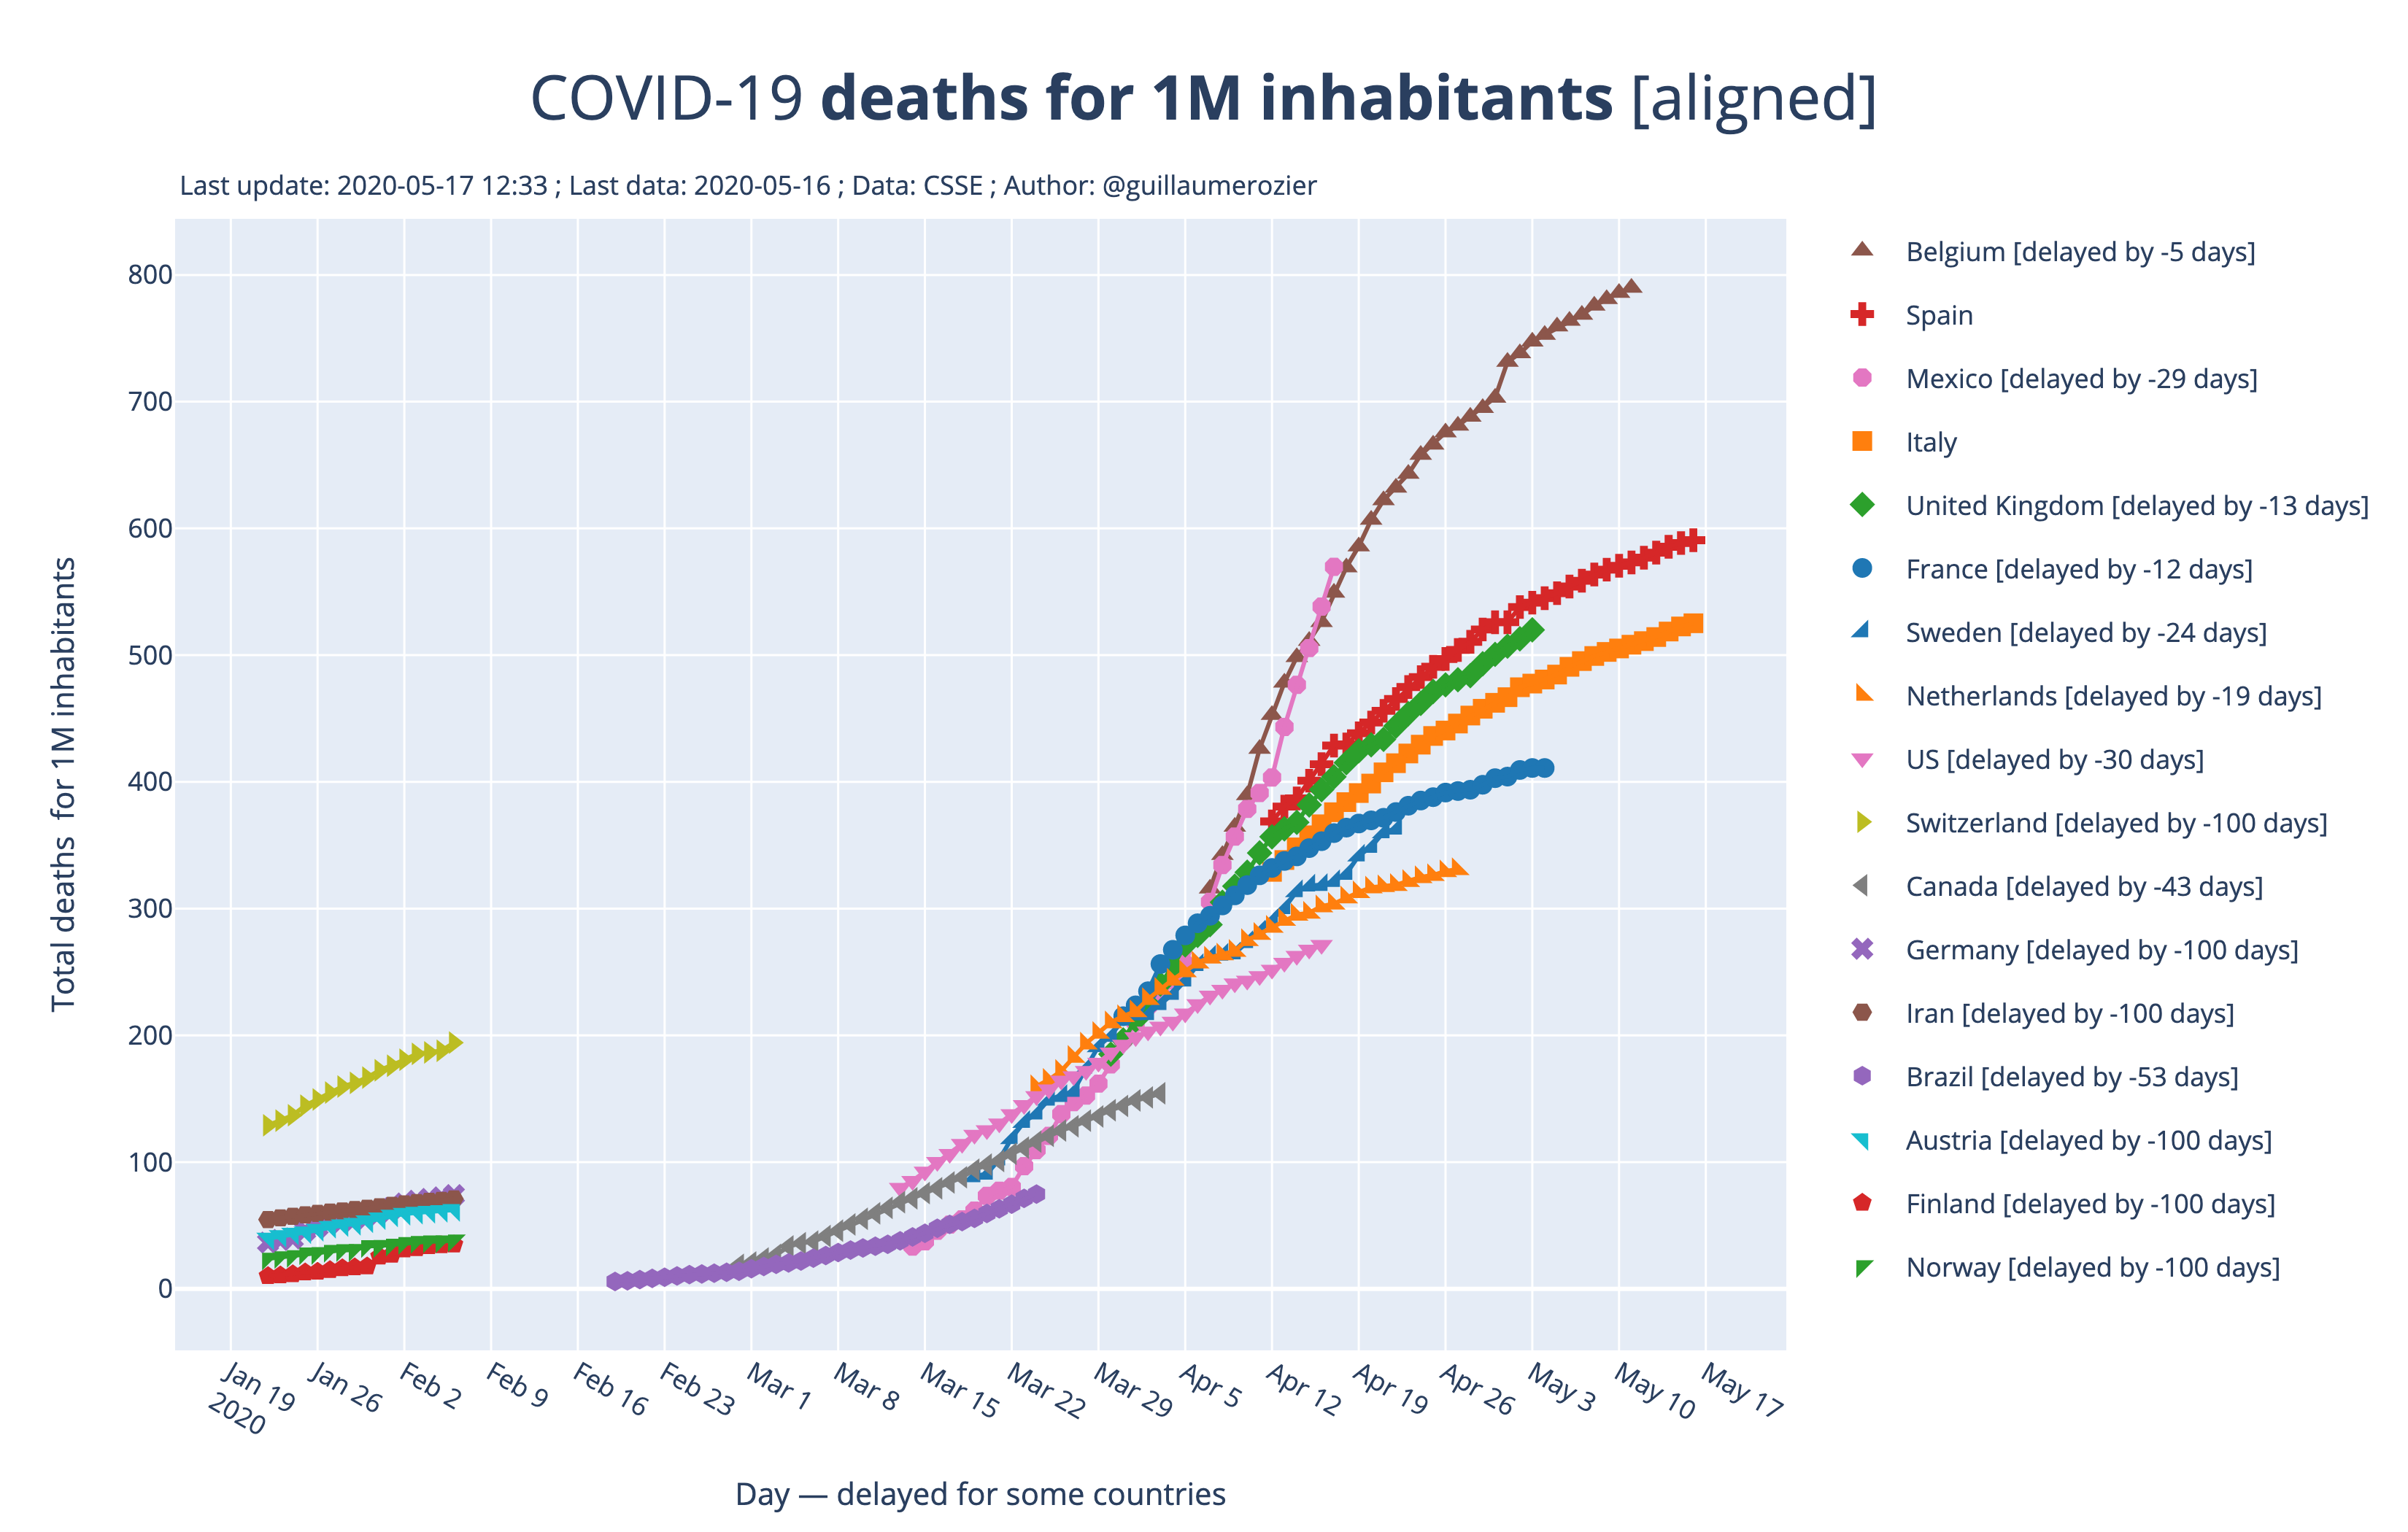 COVID-19 deaths for 1M inhabitants [aligned]
Last update: 2020-05-17 12:33 ; Last data: 2020-05-16 ; Data: CSSE ; Author: @guillaumerozier
Total deaths for 1M inhabitants
800
700
600
500
400
300
200
100
0
Jan 19
2020
Jan 26
Feb 2
Feb 9
Feb 16
Feb 23
Mar 1
Mar 8
Mar 15
Mar 22
Mar 29
Apr 5
Apr 12
Apr 19
Apr 26
May 3
May 10
May 17
Day — delayed for some countries
Belgium [delayed by -5 days]
Spain
Mexico [delayed by -29 days]
Italy
United Kingdom [delayed by -13 days]
France [delayed by -12 days]
Sweden [delayed by -24 days]
Netherlands [delayed by -19 days]
US [delayed by -30 days]
Switzerland [delayed by -100 days]
Canada [delayed by -43 days]
Germany [delayed by -100 days]
Iran [delayed by -100 days]
Brazil [delayed by -53 days]
Austria [delayed by -100 days]
Finland [delayed by -100 days]
Norway [delayed by -100 days]